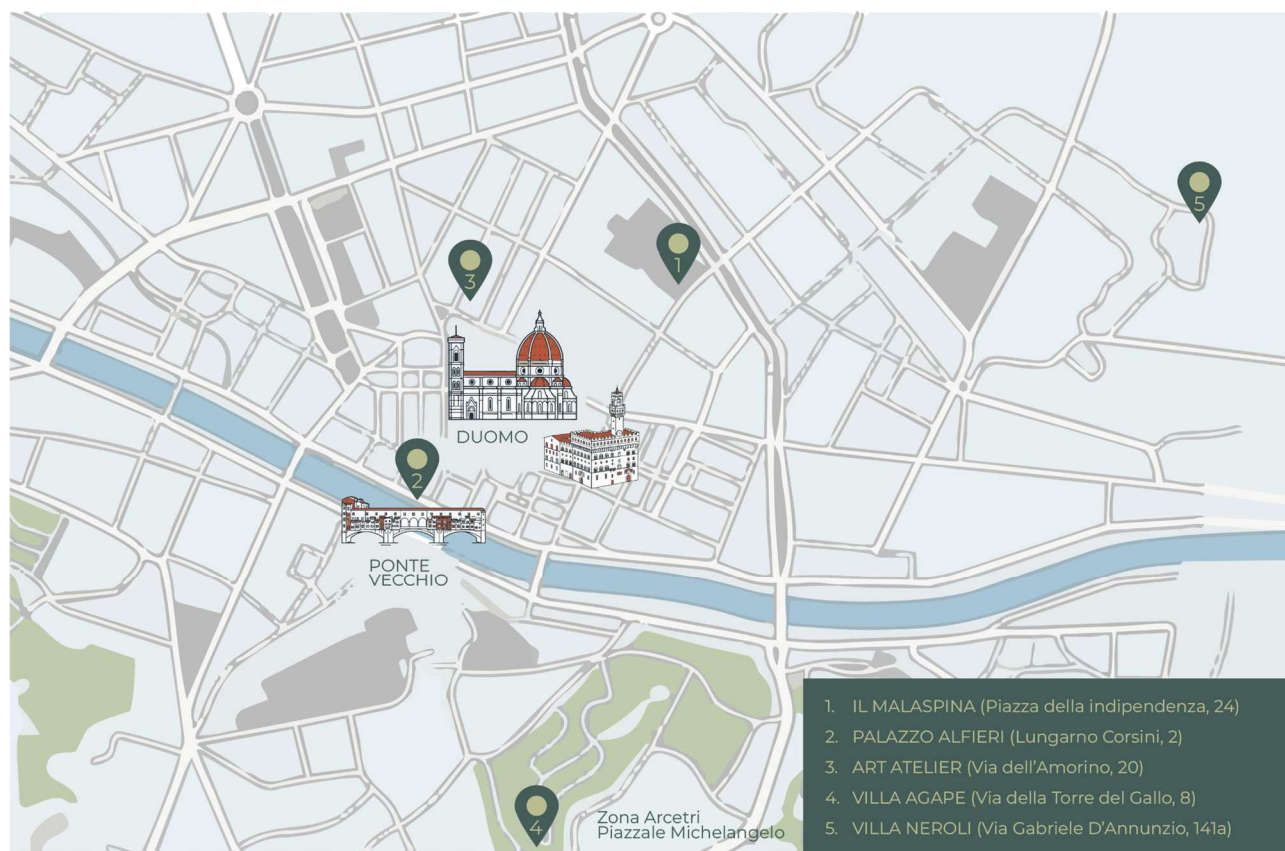 5
1
3
DUOMO
2
PONTE
VECCHIO
4
Zona Arcetri
Piazzale Michelangelo
1. IL MALASPINA (Piazza della indipendenza, 24)
2. PALAZZO ALFIERI (Lungarno Corsini, 2)
3. ART ATELIER (Via dell'Amorino, 20)
4. VILLA AGAPE (Via della Torre del Gallo, 8)
5. VILLA NEROLI (Via Gabriele D'Annunzio, 141a)